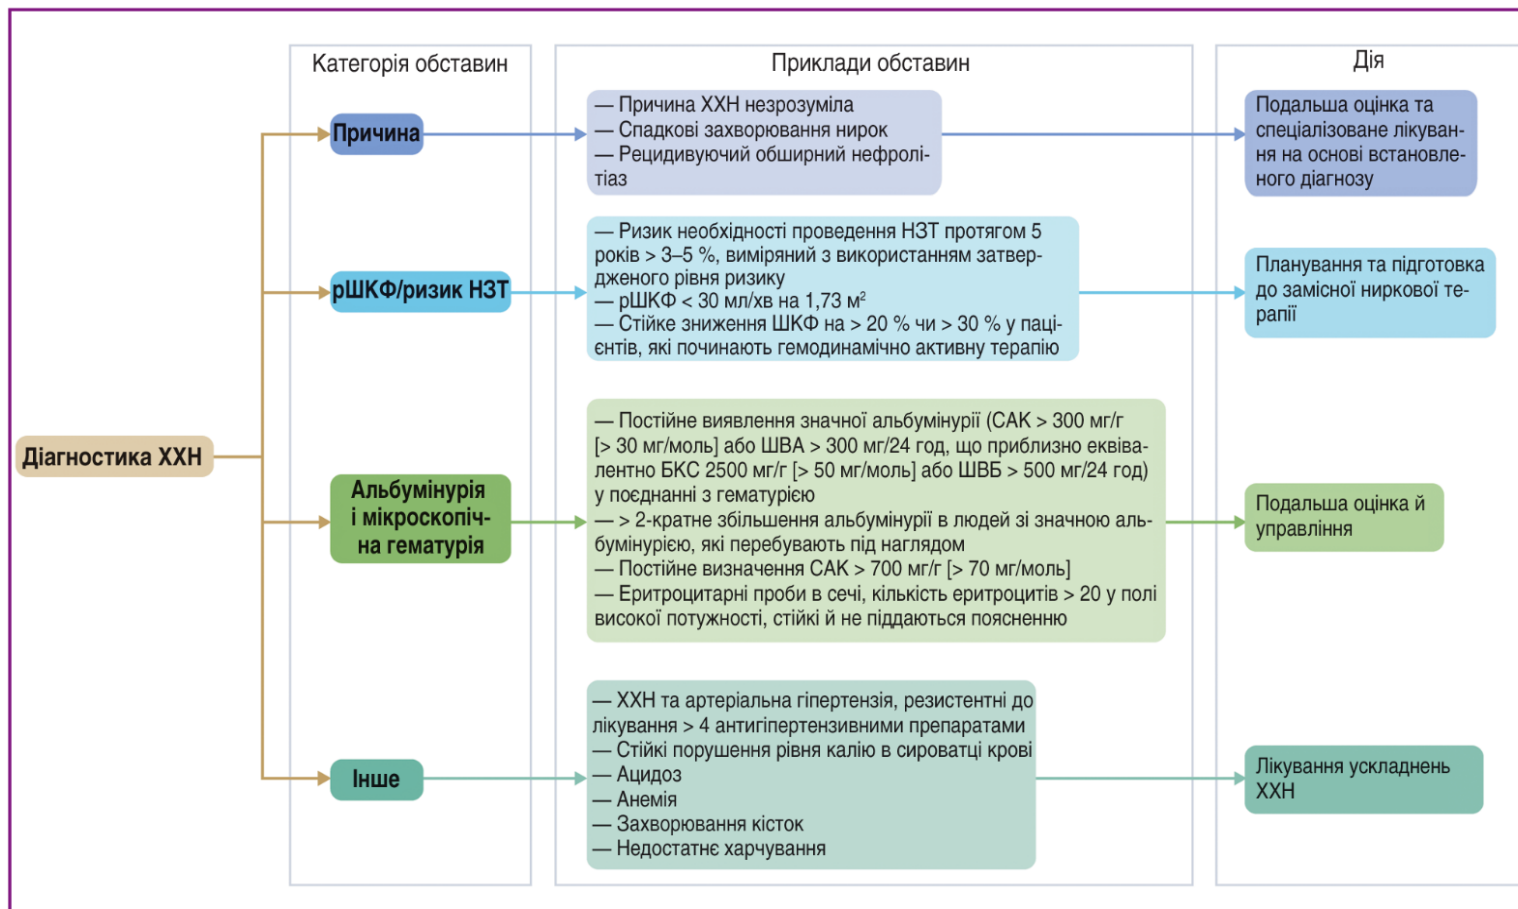 Категорія обставин
Приклади обставин
Дія
Діагностика ХХН
Причина
— Причина ХХН незрозуміла
— Спадкові захворювання нирок
— Рецидивуючий обширний нефролі-
тіаз
Подальша оцінка та
спеціалізоване лікуван-
ня на основі встановле-
ного діагнозу
рШКФ/ризик НЗТ
— Ризик необхідності проведення НЗТ протягом 5
років > 3–5 %, виміряний з використанням затвер-
дженого рівня ризику
— рШКФ < 30 мл/хв на 1,73 м²
— Стійке зниження ШКФ на > 20 % чи > 30 % у паці-
єнтів, які починають гемодинамічно активну терапію
Планування та підготовка
до замісної ниркової те-
рапії
Альбумінурія
і мікроскопіч-
на гематурія
— Постійне виявлення значної альбумінурії (САК > 300 мг/г
[> 30 мг/моль] або ШВА > 300 мг/24 год, що приблизно еквіва-
лентно БКС 2500 мг/г [> 50 мг/моль] або ШВБ > 500 мг/24 год)
у поєднанні з гематурією
— > 2-кратне збільшення альбумінурії в людей зі значною аль-
бумінурією, які перебувають під наглядом
— Постійне визначення САК > 700 мг/г [> 70 мг/моль]
— Еритроцитарні проби в сечі, кількість еритроцитів > 20 у полі
високої потужності, стійкі й не піддаються поясненню
Подальша оцінка й
управління
Інше
— ХХН та артеріальна гіпертензія, резистентні до
лікування > 4 антигіпертензивними препаратами
— Стійкі порушення рівня калію в сироватці крові
— Ацидоз
— Анемія
— Захворювання кісток
— Недостатнє харчування
Лікування ускладнень
ХХН